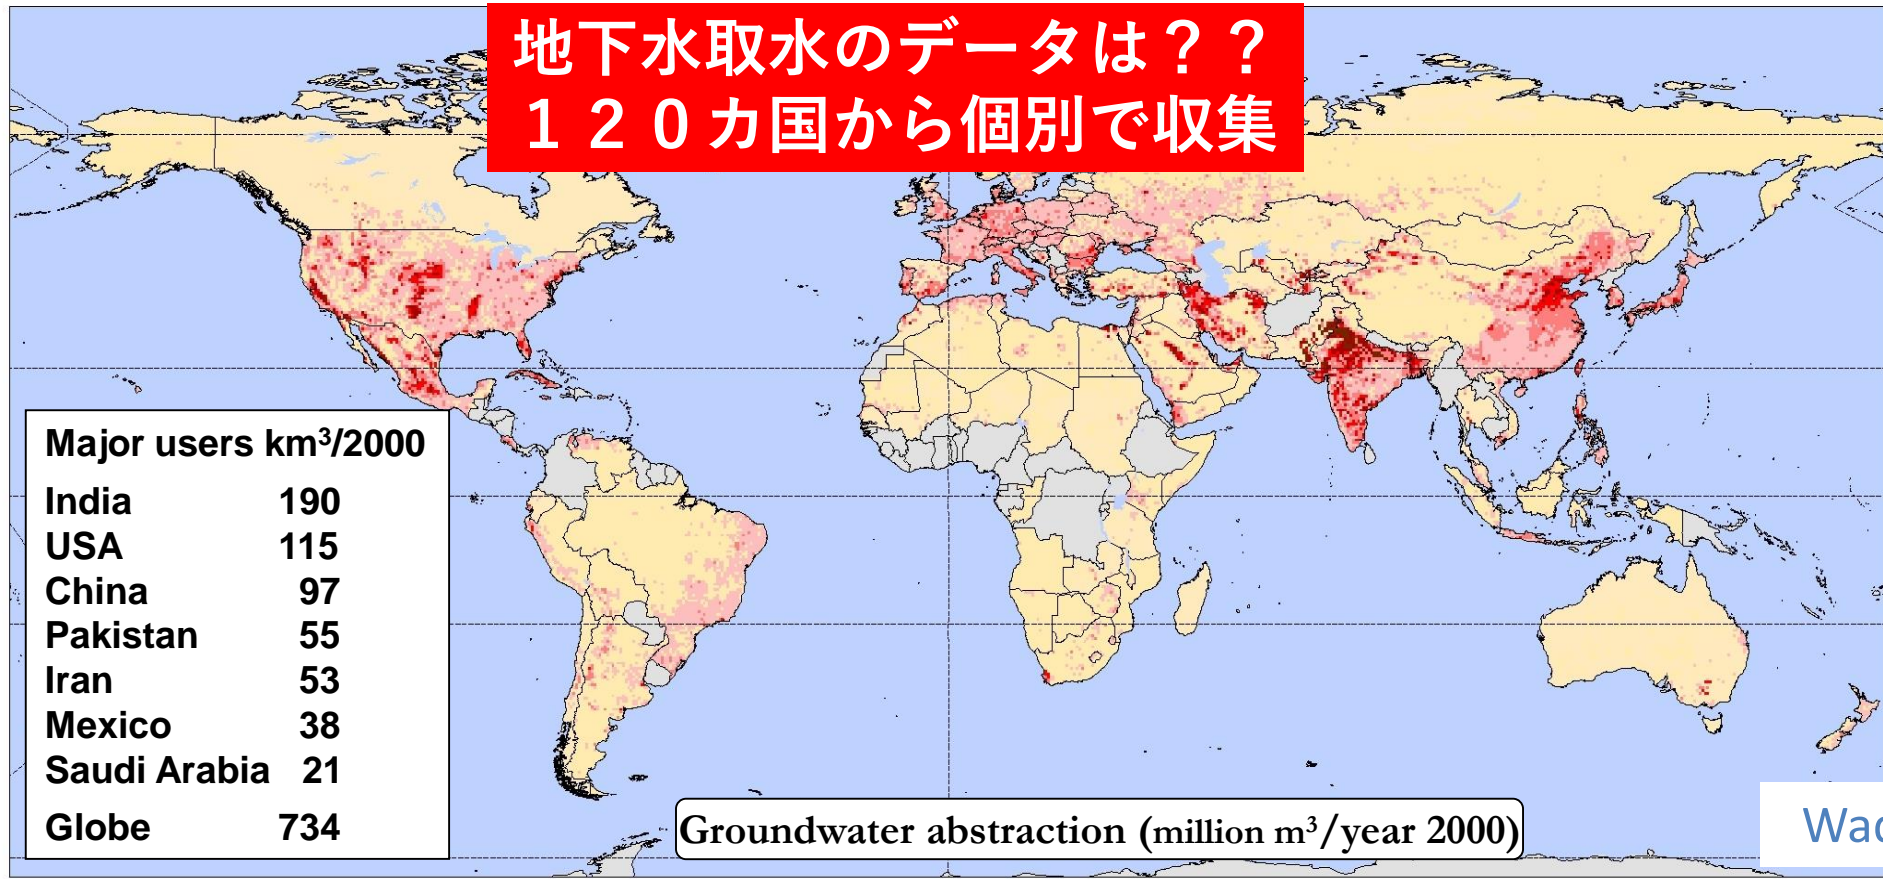 地下水取水のデータは？？
１２０カ国から個別で収集
Major users km³/2000
India 190
USA 115
China 97
Pakistan 55
Iran 53
Mexico 38
Saudi Arabia 21
Globe 734
Groundwater abstraction (million m³/year 2000)